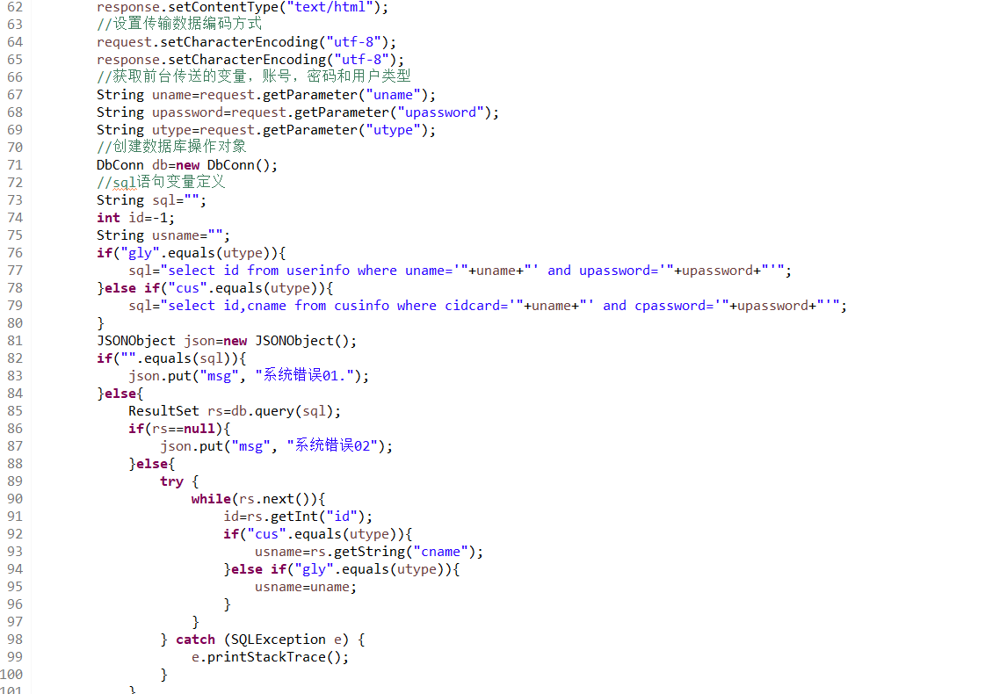 62 response.setContentType("text/html");
63 //设置传输数据编码方式
64 request.setCharacterEncoding("utf-8");
65 response.setCharacterEncoding("utf-8");
66 //获取前台传送的变量，账号，密码和用户类型
67 String uname=request.getParameter("uname");
68 String upassword=request.getParameter("upassword");
69 String utype=request.getParameter("utype");
70 //创建数据库操作对象
71 DbConn db=new DbConn();
72 //sql语句变量定义
73 String sql="";
74 int id=-1;
75 String usname="";
76 if("gly".equals(utype)){
77 sql="select id from userinfo where uname='"+uname+"' and upassword='"+upassword+"'";
78 }else if("cus".equals(utype)){
79 sql="select id,cname from cusinfo where cidcard='"+uname+"' and cpassword='"+upassword+"'";
80 }
81 JSONObject json=new JSONObject();
82 if("".equals(sql)){
83 json.put("msg", "系统错误01.");
84 }else{
85 ResultSet rs=db.query(sql);
86 if(rs==null){
87 json.put("msg", "系统错误02");
88 }else{
89 try {
90 while(rs.next()){
91 id=rs.getInt("id");
92 if("cus".equals(utype)){
93 usname=rs.getString("cname");
94 }else if("gly".equals(utype)){
95 usname=uname;
96 }
97 }
98 } catch (SQLException e) {
99 e.printStackTrace();
100 }
101 }